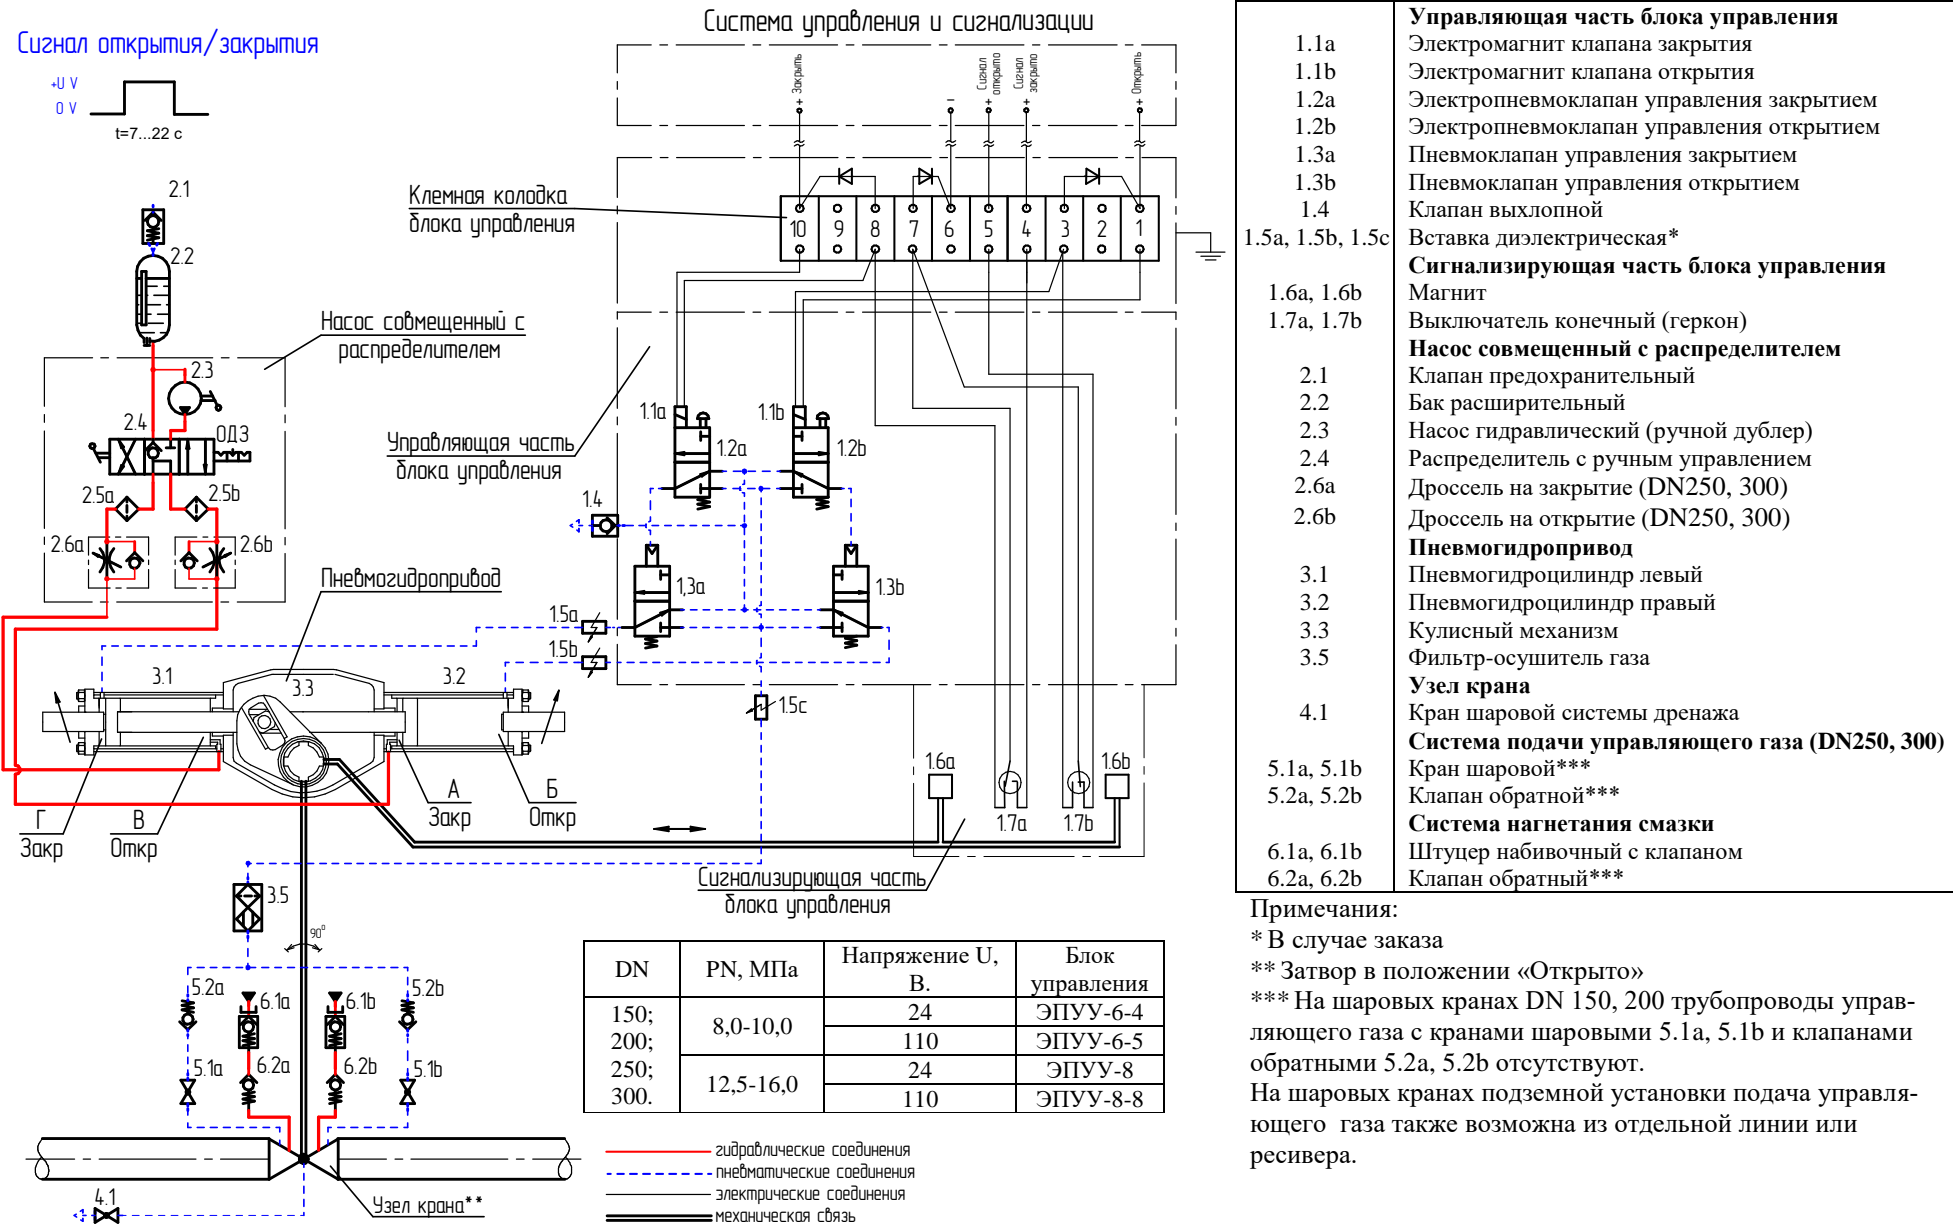 Система управления и сигнализации
Сигнал открытия/закрытия
+U V
0 V
t=7...22 с
+ Закрыть
−
+ Сигнал открыто
+ Сигнал закрыто
+ Открыть
Клемная колодка
блока управления
10 9 8 7 6 5 4 3 2 1
2.1
2.2
Насос совмещенный с
распределителем
2.3
2.4
ОДЗ
2.5a
2.5b
2.6a
2.6b
Управляющая часть
блока управления
1.1a
1.1b
1.2a
1.2b
1.4
1,3a
1.3b
Пневмогидропривод
1.5a
1.5b
1.5c
3.1
3.3
3.2
Г
Закр
В
Откр
А
Закр
Б
Откр
1.6a
1.6b
1.7a
1.7b
Сигнализирующая часть
блока управления
3.5
90°
5.2a
6.1a
6.1b
5.2b
5.1a
6.2a
6.2b
5.1b
4.1
Узел крана**
DN PN, МПа Напряжение U, В. Блок управления
150; 200; 250; 300.
8,0-10,0 24 ЭПУУ-6-4
110 ЭПУУ-6-5
12,5-16,0 24 ЭПУУ-8
110 ЭПУУ-8-8
гидравлические соединения
пневматические соединения
электрические соединения
механическая связь
Управляющая часть блока управления
1.1a Электромагнит клапана закрытия
1.1b Электромагнит клапана открытия
1.2a Электропневмоклапан управления закрытием
1.2b Электропневмоклапан управления открытием
1.3a Пневмоклапан управления закрытием
1.3b Пневмоклапан управления открытием
1.4 Клапан выхлопной
1.5a, 1.5b, 1.5c Вставка диэлектрическая*
Сигнализирующая часть блока управления
1.6a, 1.6b Магнит
1.7a, 1.7b Выключатель конечный (геркон)
Насос совмещенный с распределителем
2.1 Клапан предохранительный
2.2 Бак расширительный
2.3 Насос гидравлический (ручной дублер)
2.4 Распределитель с ручным управлением
2.6a Дроссель на закрытие (DN250, 300)
2.6b Дроссель на открытие (DN250, 300)
Пневмогидропривод
3.1 Пневмогидроцилиндр левый
3.2 Пневмогидроцилиндр правый
3.3 Кулисный механизм
3.5 Фильтр-осушитель газа
Узел крана
4.1 Кран шаровой системы дренажа
Система подачи управляющего газа (DN250, 300)
5.1a, 5.1b Кран шаровой***
5.2a, 5.2b Клапан обратной***
Система нагнетания смазки
6.1a, 6.1b Штуцер набивочный с клапаном
6.2a, 6.2b Клапан обратный***
Примечания:
* В случае заказа
** Затвор в положении «Открыто»
*** На шаровых кранах DN 150, 200 трубопроводы управ-
ляющего газа с кранами шаровыми 5.1a, 5.1b и клапанами
обратными 5.2a, 5.2b отсутствуют.
На шаровых кранах подземной установки подача управля-
ющего газа также возможна из отдельной линии или
ресивера.